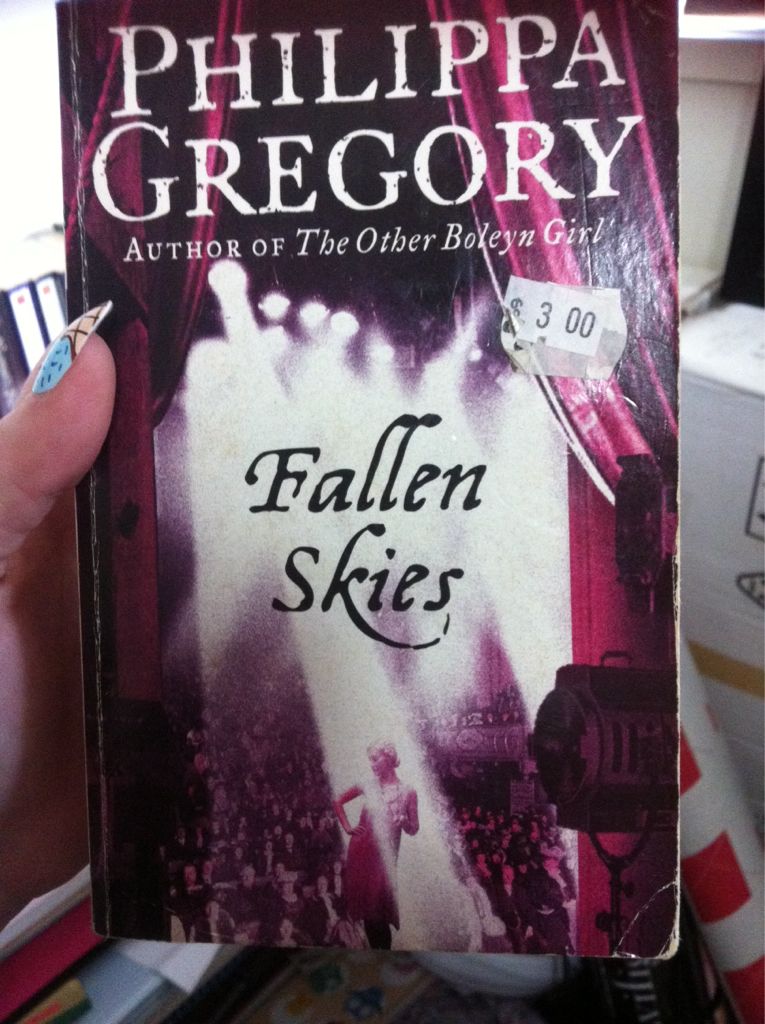 PHILIPPA
GREGORY
AUTHOR OF The Other Boleyn Girl
$ 3 00
Fallen
Skies